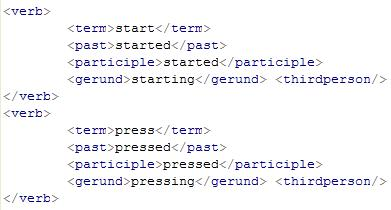 <verb>
<term>start</term>
<past>started</past>
<participle>started</participle>
<gerund>starting</gerund> <thirdperson/>
</verb>
<verb>
<term>press</term>
<past>pressed</past>
<participle>pressed</participle>
<gerund>pressing</gerund> <thirdperson/>
</verb>